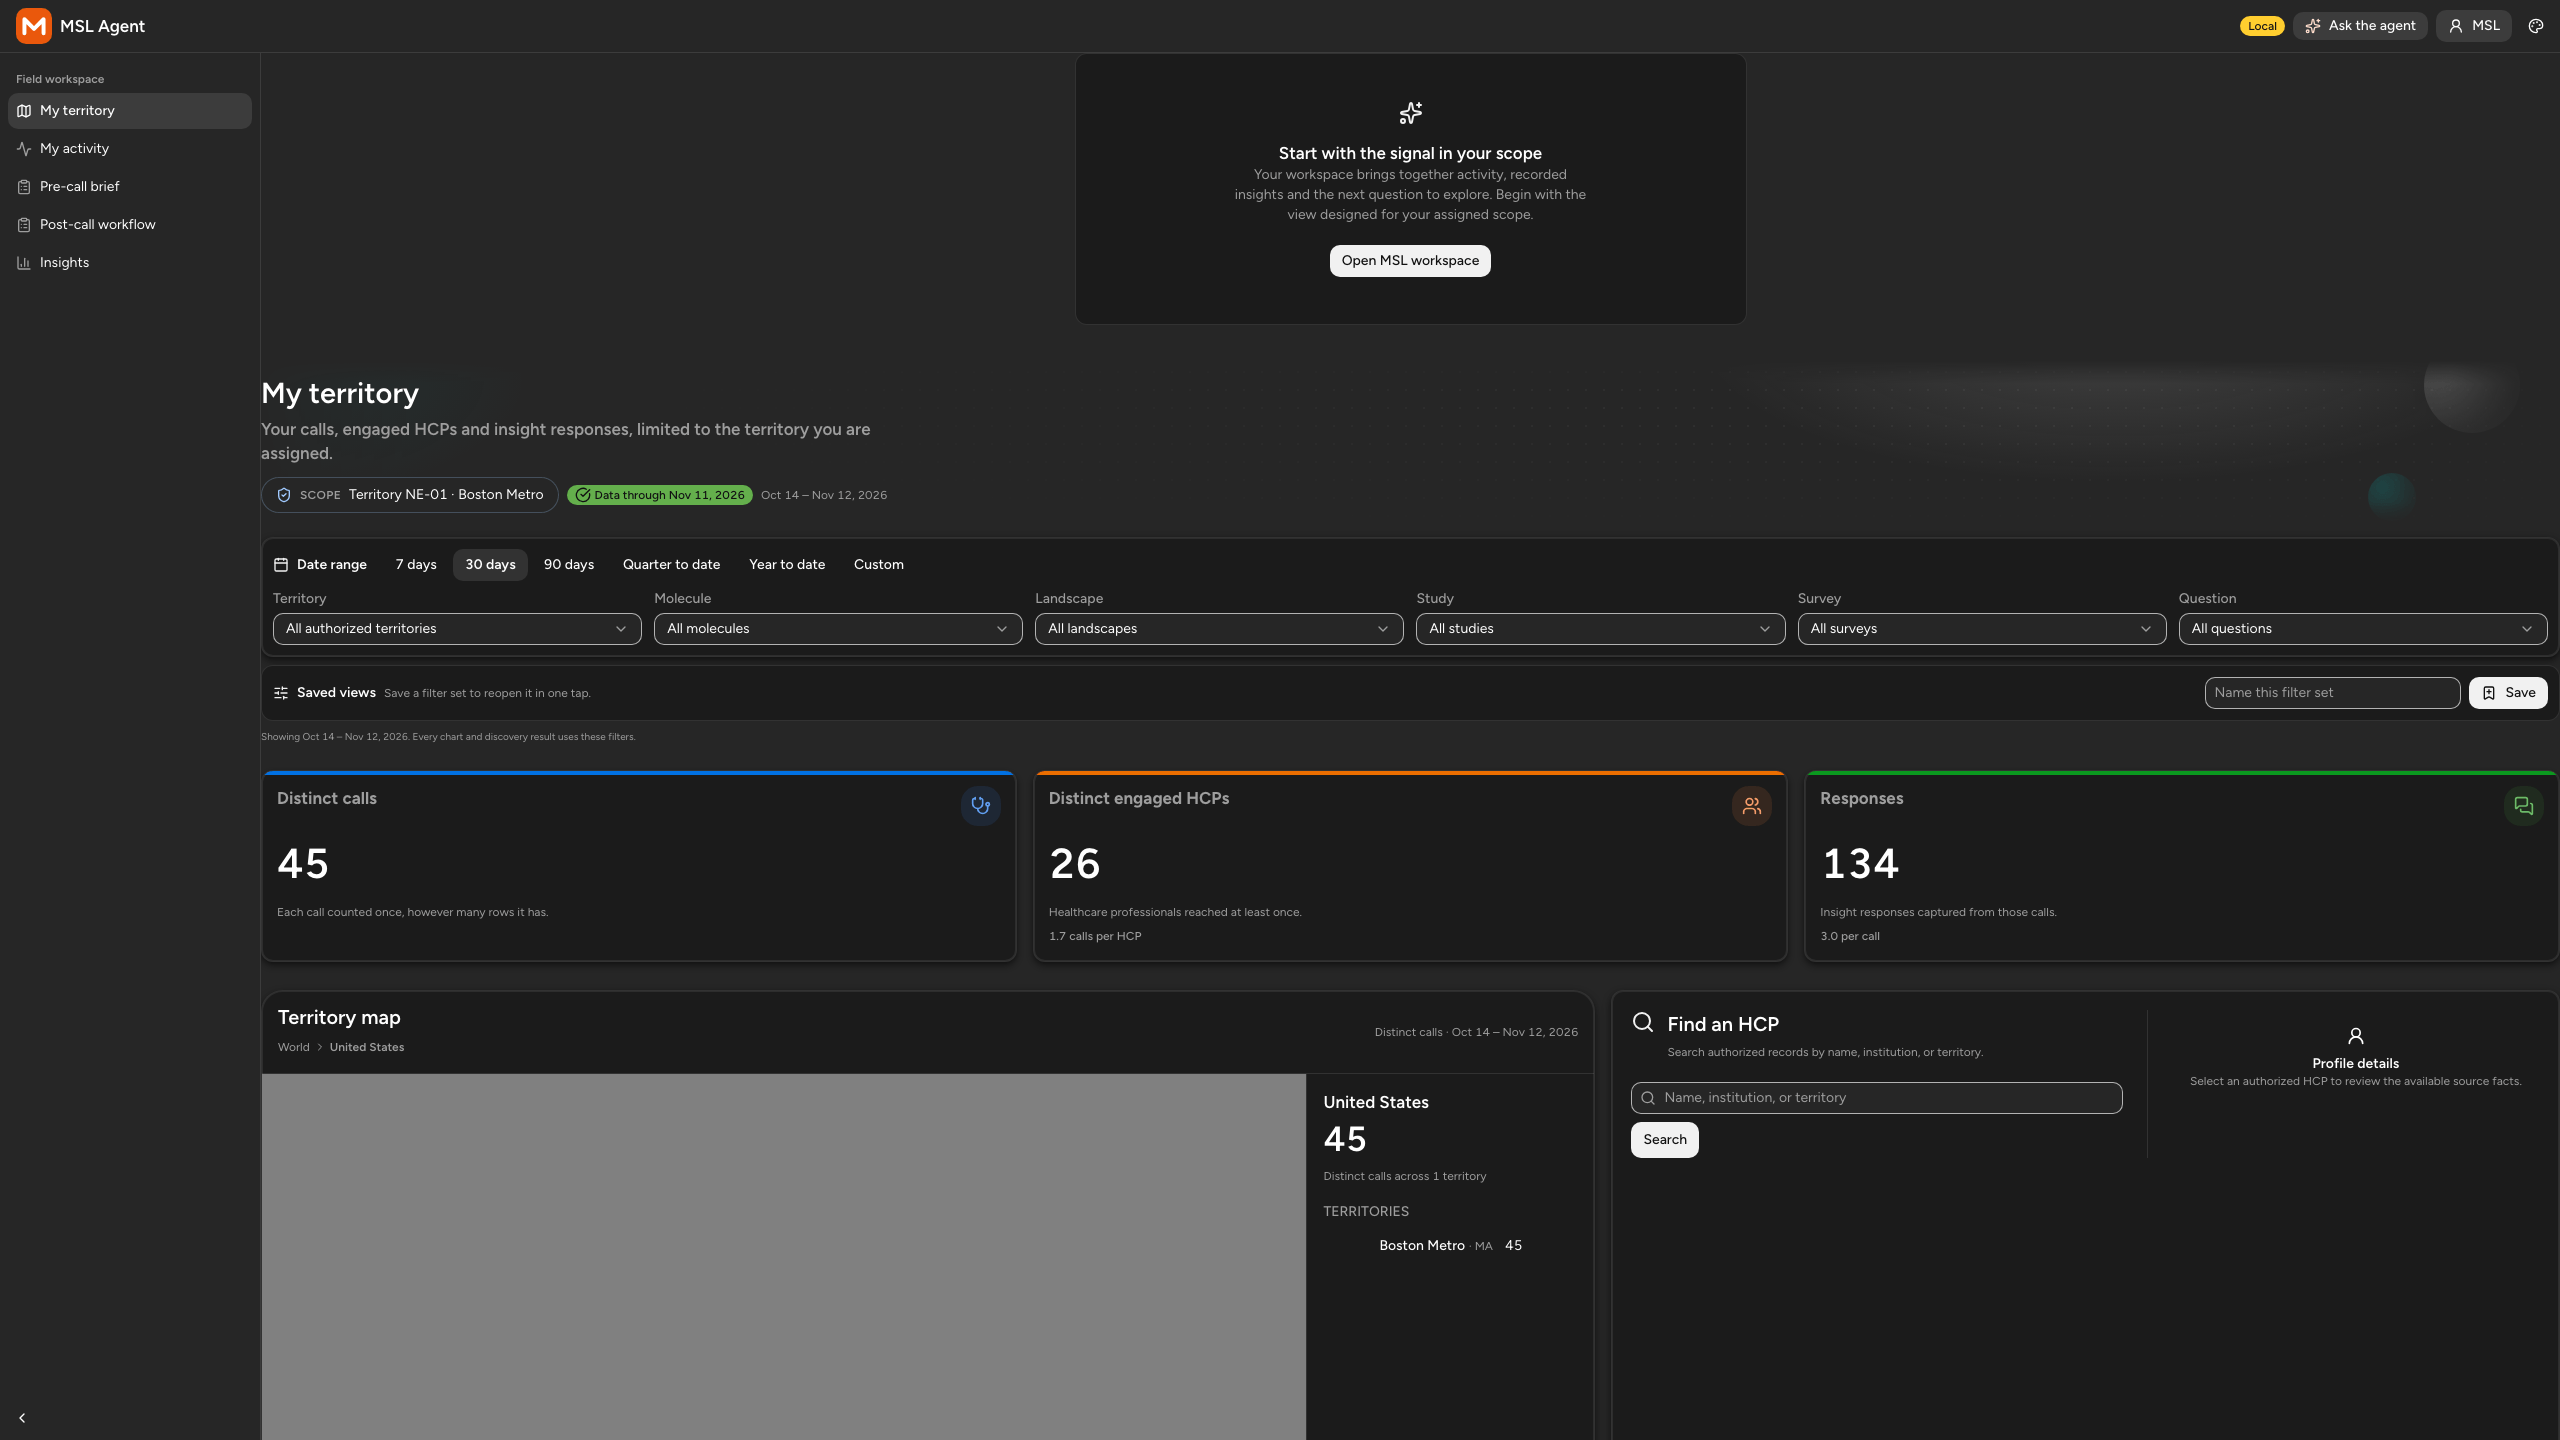 MSL Agent
Local
Ask the agent
MSL
Field workspace
My territory
My activity
Pre-call brief
Post-call workflow
Insights
Start with the signal in your scope
Your workspace brings together activity, recorded
insights and the next question to explore. Begin with the
view designed for your assigned scope.
Open MSL workspace
My territory
Your calls, engaged HCPs and insight responses, limited to the territory you are
assigned.
SCOPE Territory NE-01 · Boston Metro
Data through Nov 11, 2026
Oct 14 – Nov 12, 2026
Date range
7 days
30 days
90 days
Quarter to date
Year to date
Custom
Territory
Molecule
Landscape
Study
Survey
Question
All authorized territories
All molecules
All landscapes
All studies
All surveys
All questions
Saved views
Save a filter set to reopen it in one tap.
Name this filter set
Save
Showing Oct 14 – Nov 12, 2026. Every chart and discovery result uses these filters.
Distinct calls
45
Each call counted once, however many rows it has.
Distinct engaged HCPs
26
Healthcare professionals reached at least once.
1.7 calls per HCP
Responses
134
Insight responses captured from those calls.
3.0 per call
Territory map
World > United States
Distinct calls · Oct 14 – Nov 12, 2026
United States
45
Distinct calls across 1 territory
TERRITORIES
Boston Metro · MA 45
Find an HCP
Search authorized records by name, institution, or territory.
Name, institution, or territory
Search
Profile details
Select an authorized HCP to review the available source facts.